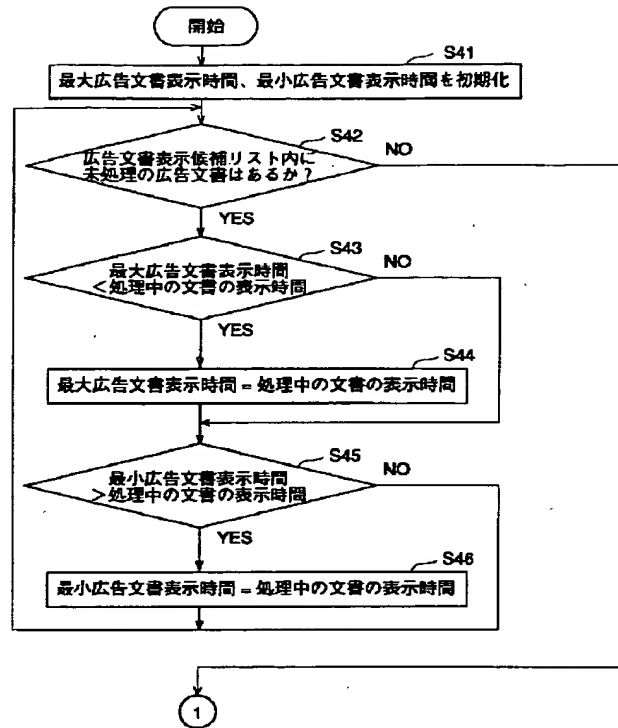 開始
S41
最大広告文書表示時間、最小広告文書表示時間を初期化
S42
広告文書表示候補リスト内に
未処理の広告文書はあるか？
NO
YES
S43
最大広告文書表示時間
＜処理中の文書の表示時間
NO
YES
S44
最大広告文書表示時間＝処理中の文書の表示時間
S45
最小広告文書表示時間
＞処理中の文書の表示時間
NO
YES
S46
最小広告文書表示時間＝処理中の文書の表示時間
1